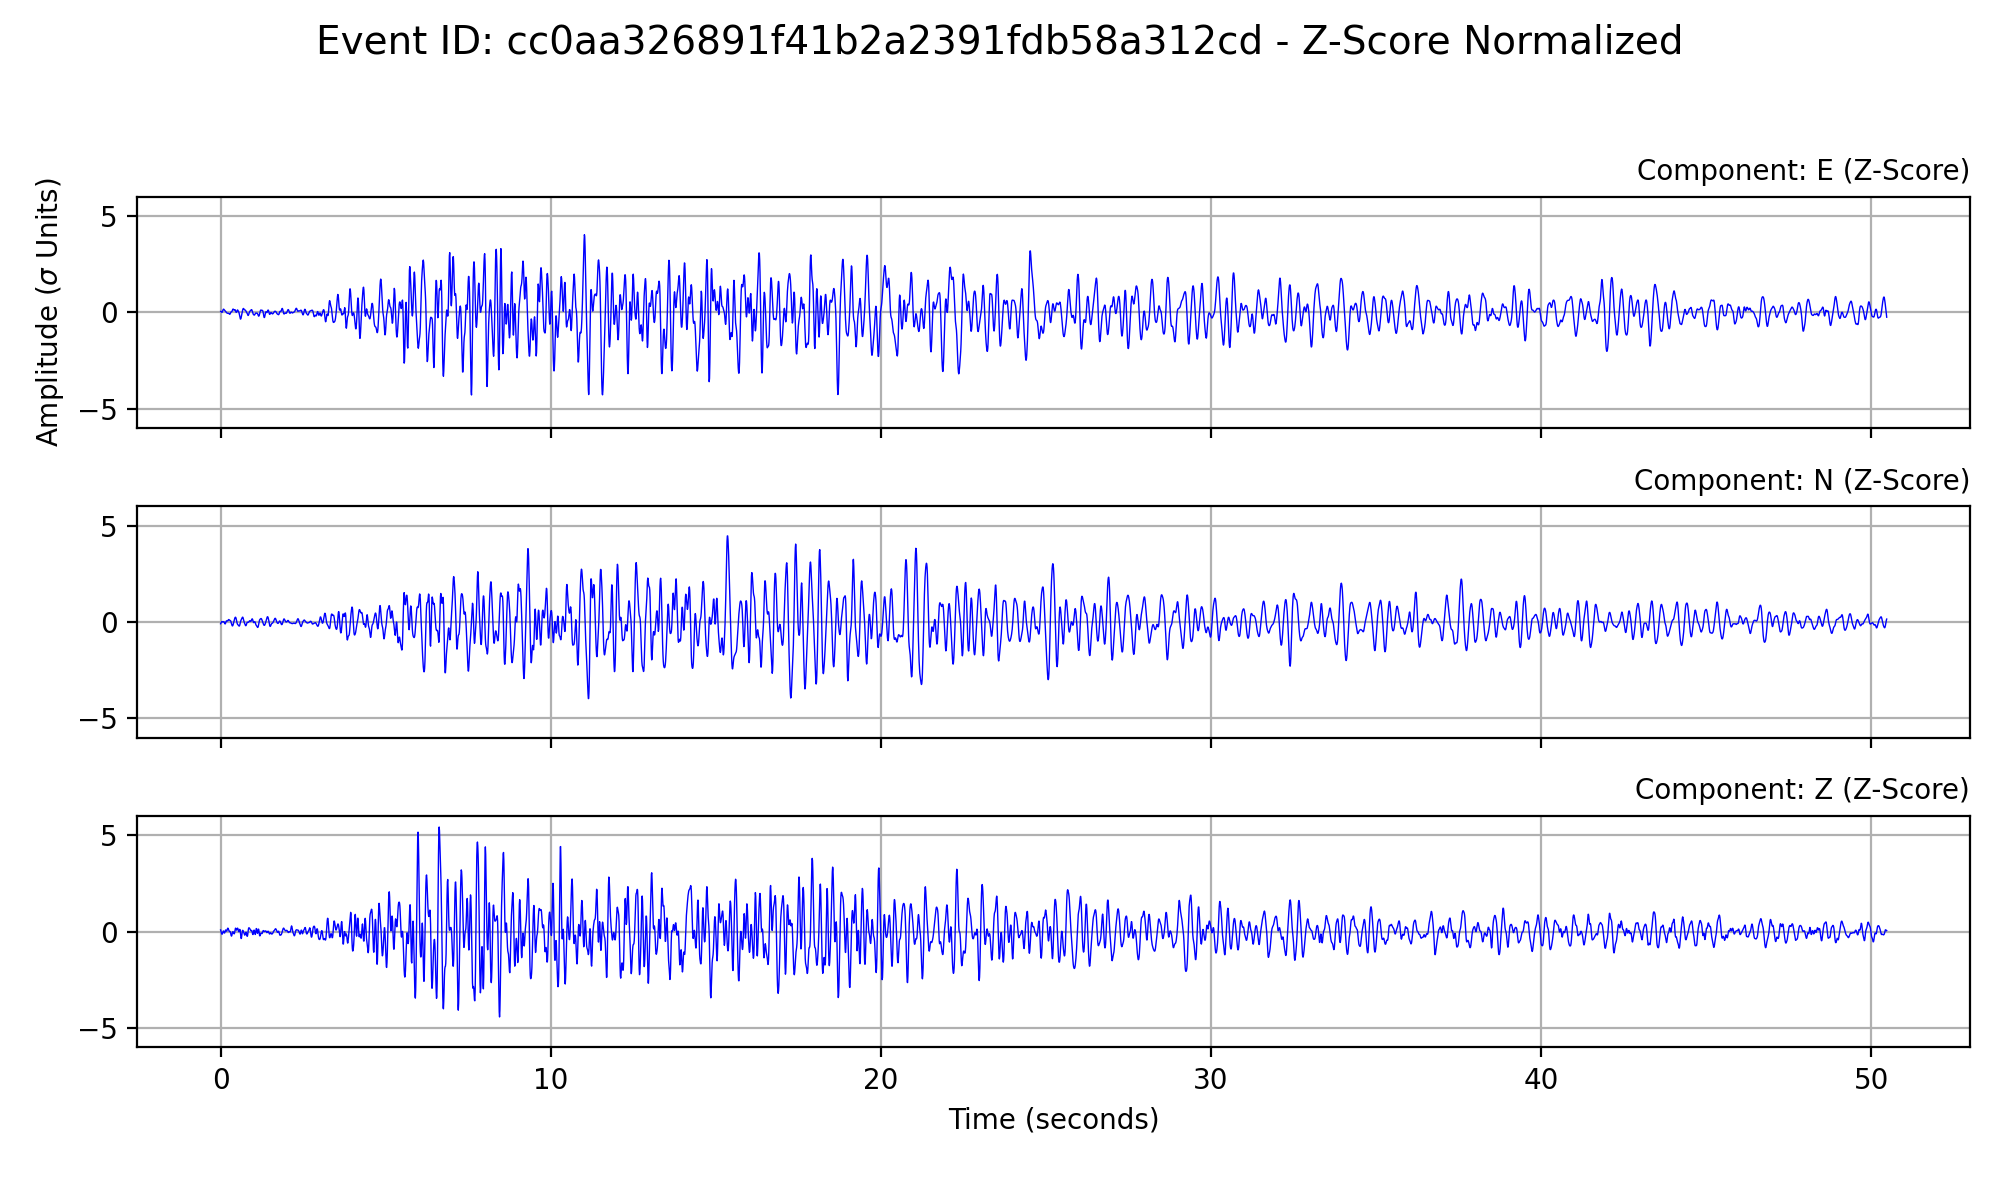 Event ID: cc0aa326891f41b2a2391fdb58a312cd - Z-Score Normalized
Component: E (Z-Score)
Amplitude (σ Units)
5
0
−5
Component: N (Z-Score)
5
0
−5
Component: Z (Z-Score)
5
0
−5
0 10 20 30 40 50
Time (seconds)